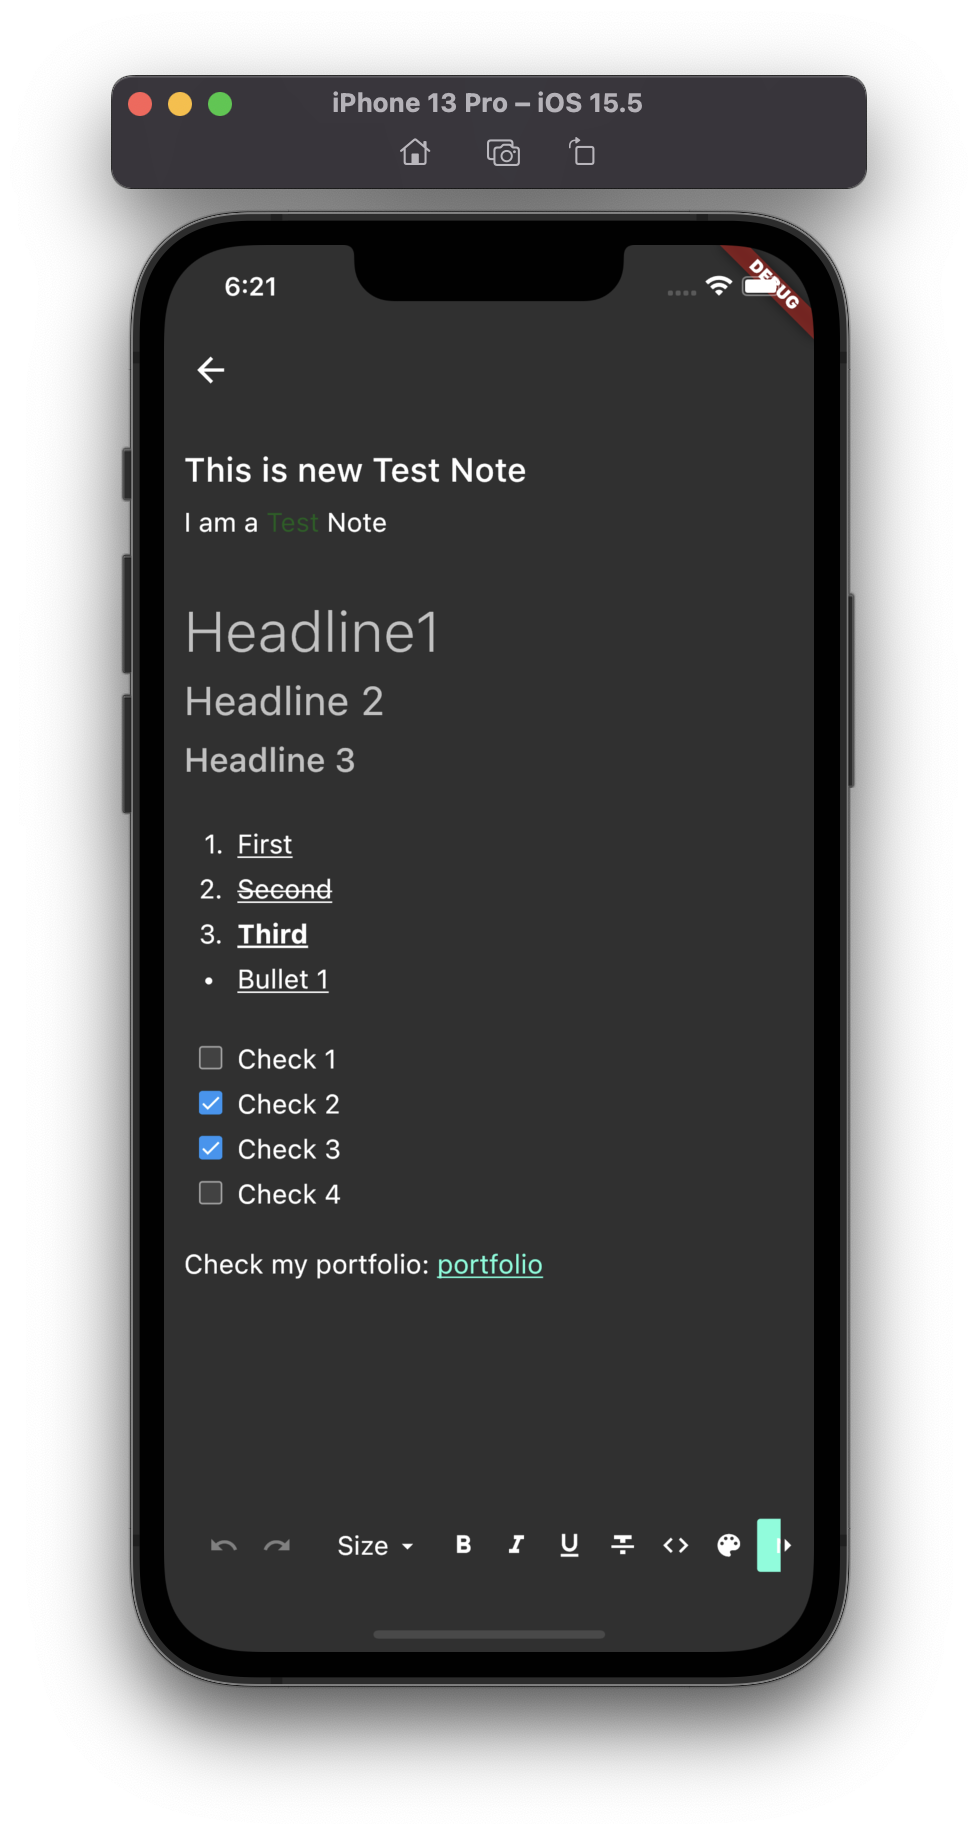 iPhone 13 Pro – iOS 15.5
6:21
DEBUG
This is new Test Note
I am a Test Note
Headline1
Headline 2
Headline 3
1. First
2. Second
3. Third
• Bullet 1
Check 1
Check 2
Check 3
Check 4
Check my portfolio: portfolio
Size B I U S <>